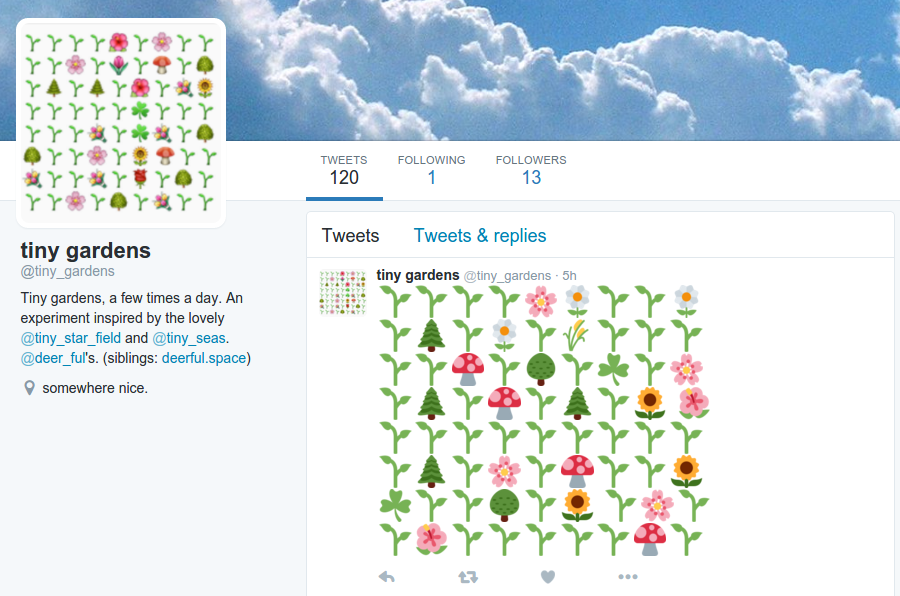 TWEETS FOLLOWING FOLLOWERS
120 1 13
tiny gardens
@tiny_gardens
Tiny gardens, a few times a day. An
experiment inspired by the lovely
@tiny_star_field and @tiny_seas.
@deer_ful's. (siblings: deerful.space)
somewhere nice.
Tweets Tweets & replies
tiny gardens @tiny_gardens · 5h